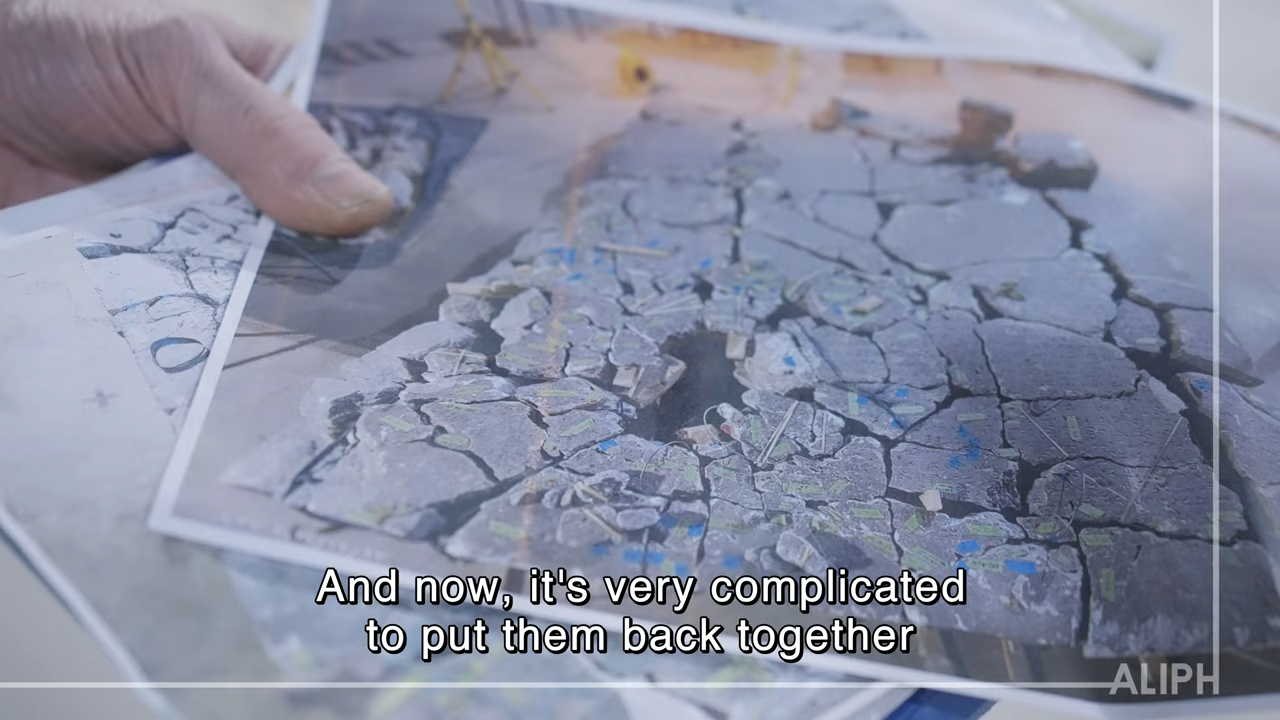 And now, it's very complicated
to put them back together
ALIPH